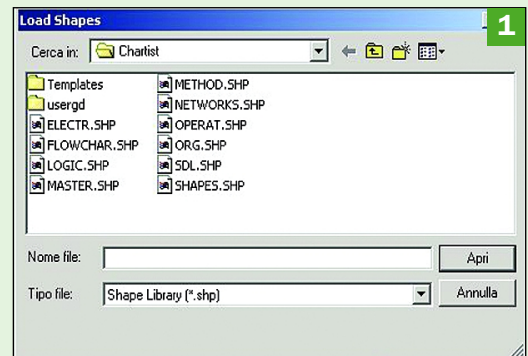 Load Shapes
1
Cerca in: Chartist
Templates
usergd
ELECTR.SHP
FLOWCHAR.SHP
LOGIC.SHP
MASTER.SHP
METHOD.SHP
NETWORKS.SHP
OPERAT.SHP
ORG.SHP
SDL.SHP
SHAPES.SHP
Nome file:
Apri
Tipo file: Shape Library (*.shp)
Annulla